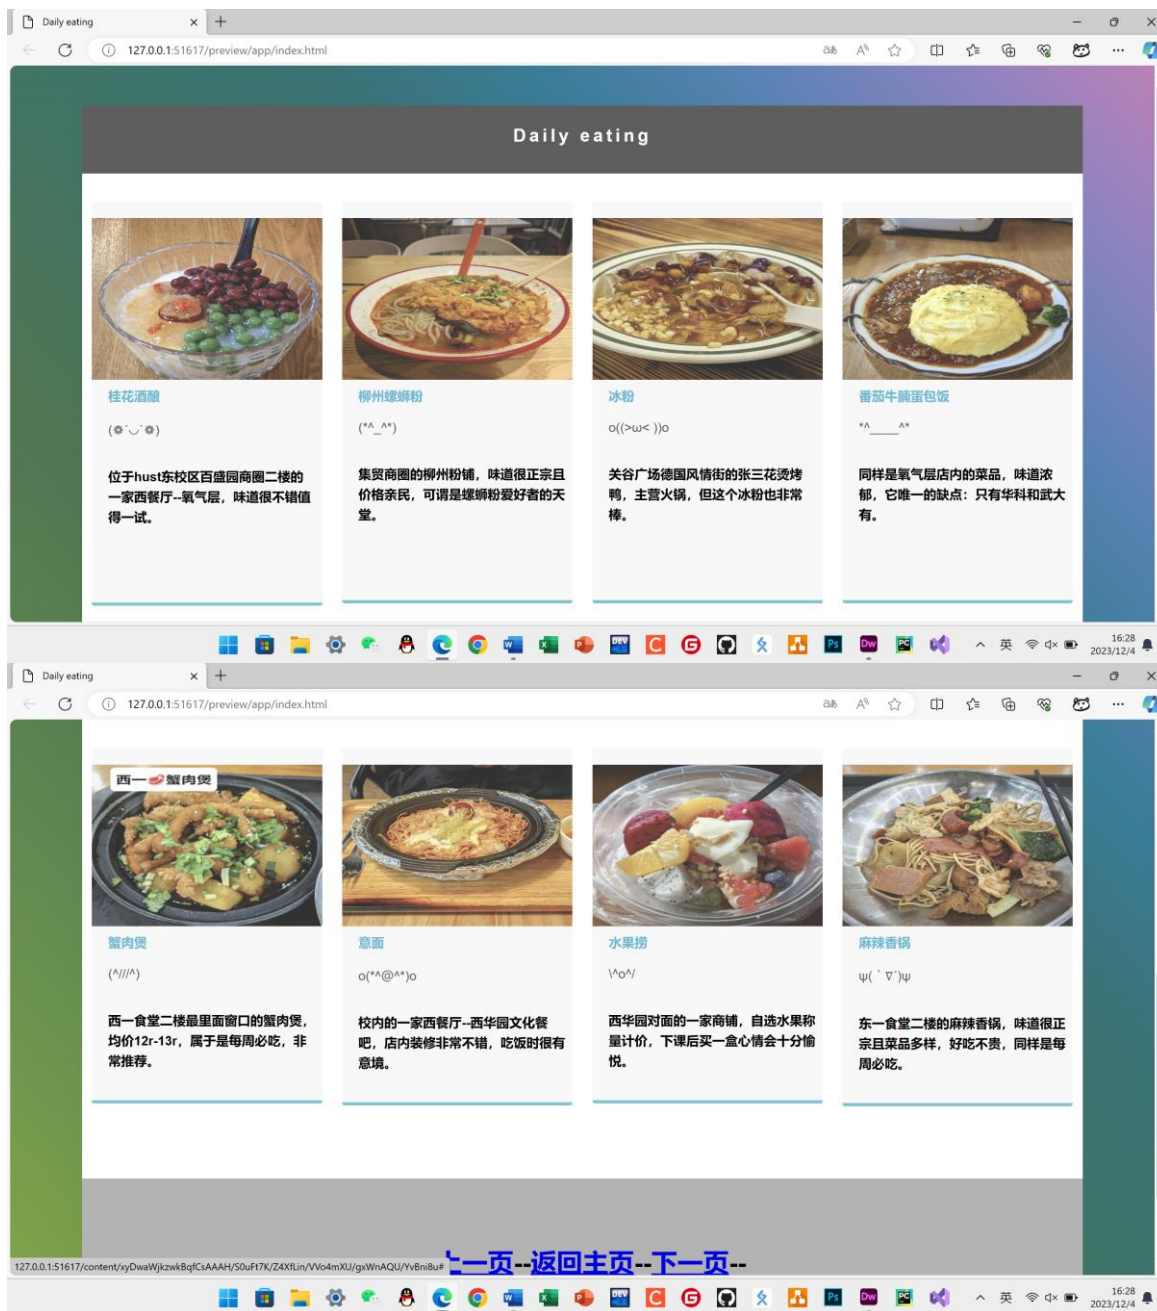 Daily eating
127.0.0.1:51617/preview/app/index.html
Daily eating
桂花酒酿
柳州螺蛳粉
冰粉
番茄牛腩蛋包饭
(❁´◡`❁)
(*^_^*)
o((>ω< ))o
*^____^*
位于hust东校区百盛园商圈二楼的
一家西餐厅--氧气层，味道很不错值
得一试。
集贸商圈的柳州粉铺，味道很正宗且
价格亲民，可谓是螺蛳粉爱好者的天
堂。
关谷广场德国风情街的张三花烫烤
鸭，主营火锅，但这个冰粉也非常
棒。
同样是氧气层店内的菜品，味道浓
郁，它唯一的缺点：只有华科和武大
有。
英
16:28
2023/12/4
Daily eating
127.0.0.1:51617/preview/app/index.html
西一 蟹肉煲
蟹肉煲
意面
水果捞
麻辣香锅
(^///^)
o(*^@^*)o
\^o^/
ψ(｀∇´)ψ
西一食堂二楼最里面窗口的蟹肉煲，
均价12r-13r，属于是每周必吃，非
常推荐。
校内的一家西餐厅--西华园文化餐
吧，店内装修非常不错，吃饭时很有
意境。
西华园对面的一家商铺，自选水果称
量计价，下课后买一盒心情会十分愉
悦。
东一食堂二楼的麻辣香锅，味道很正
宗且菜品多样，好吃不贵，同样是每
周必吃。
上一页--返回主页--下一页--
英
16:28
2023/12/4